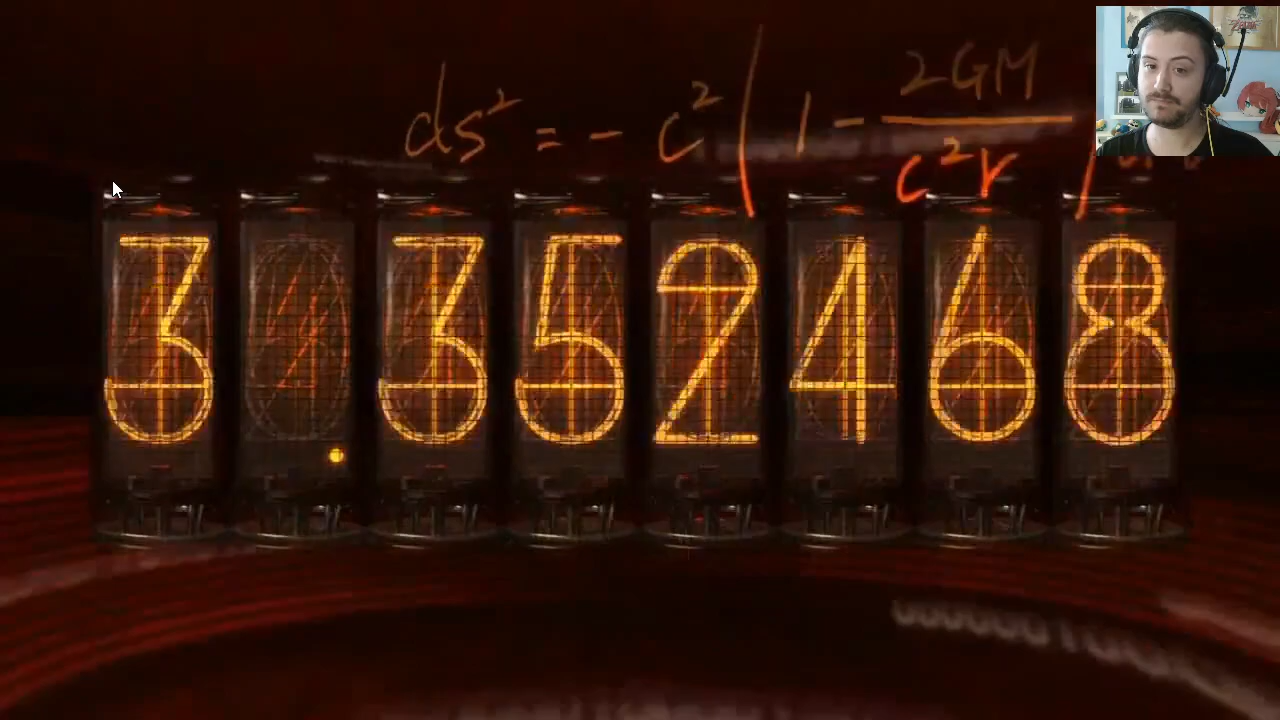 ds² = - c² ( 1 - 2GM / c²r )
3.352468